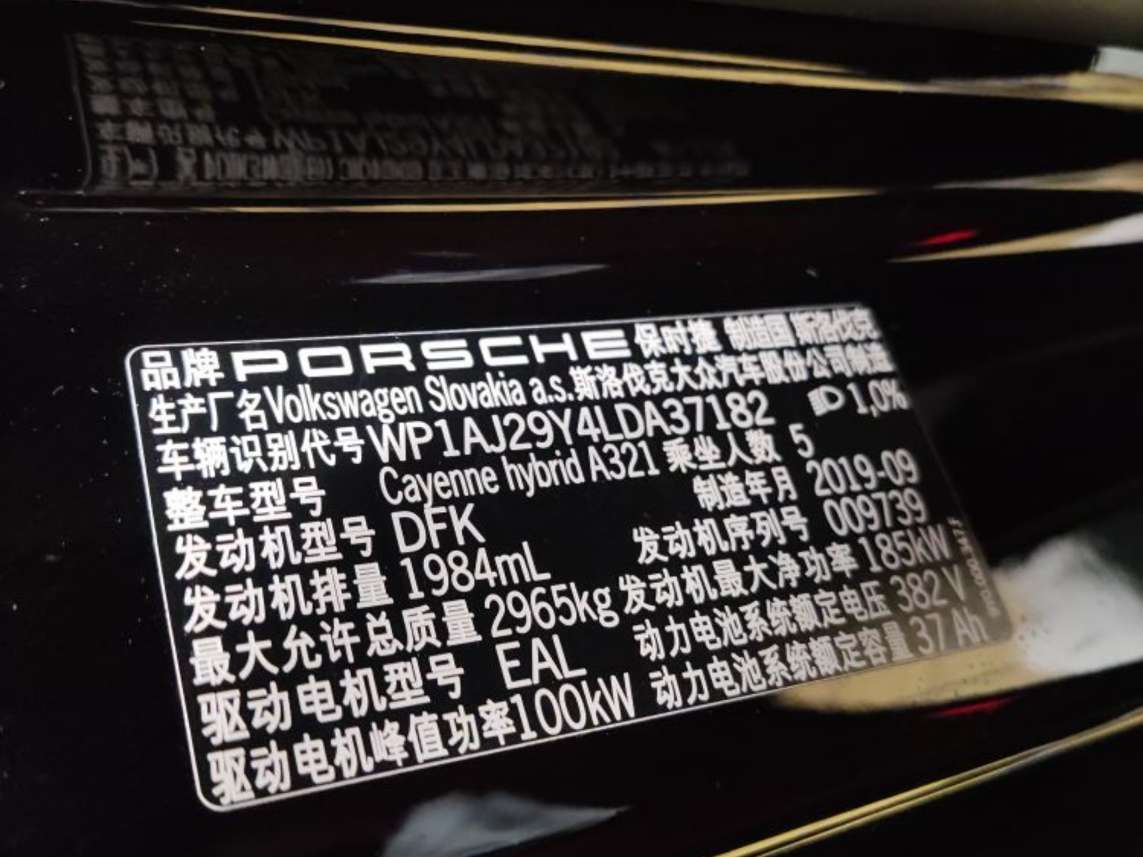 品牌 PORSCHE 保时捷 制造国 斯洛伐克
生产厂名 Volkswagen Slovakia a.s. 斯洛伐克大众汽车股份公司制造
车辆识别代号 WP1AJ29Y4LDA37182 1,0%
整车型号 Cayenne hybrid A321 乘坐人数 5
发动机型号 DFK 制造年月 2019-09
发动机排量 1984mL 发动机序列号 009739
最大允许总质量 2965kg 发动机最大净功率 185kW
驱动电机型号 EAL 动力电池系统额定电压 382 V
驱动电机峰值功率 100kW 动力电池系统额定容量 37 Ah